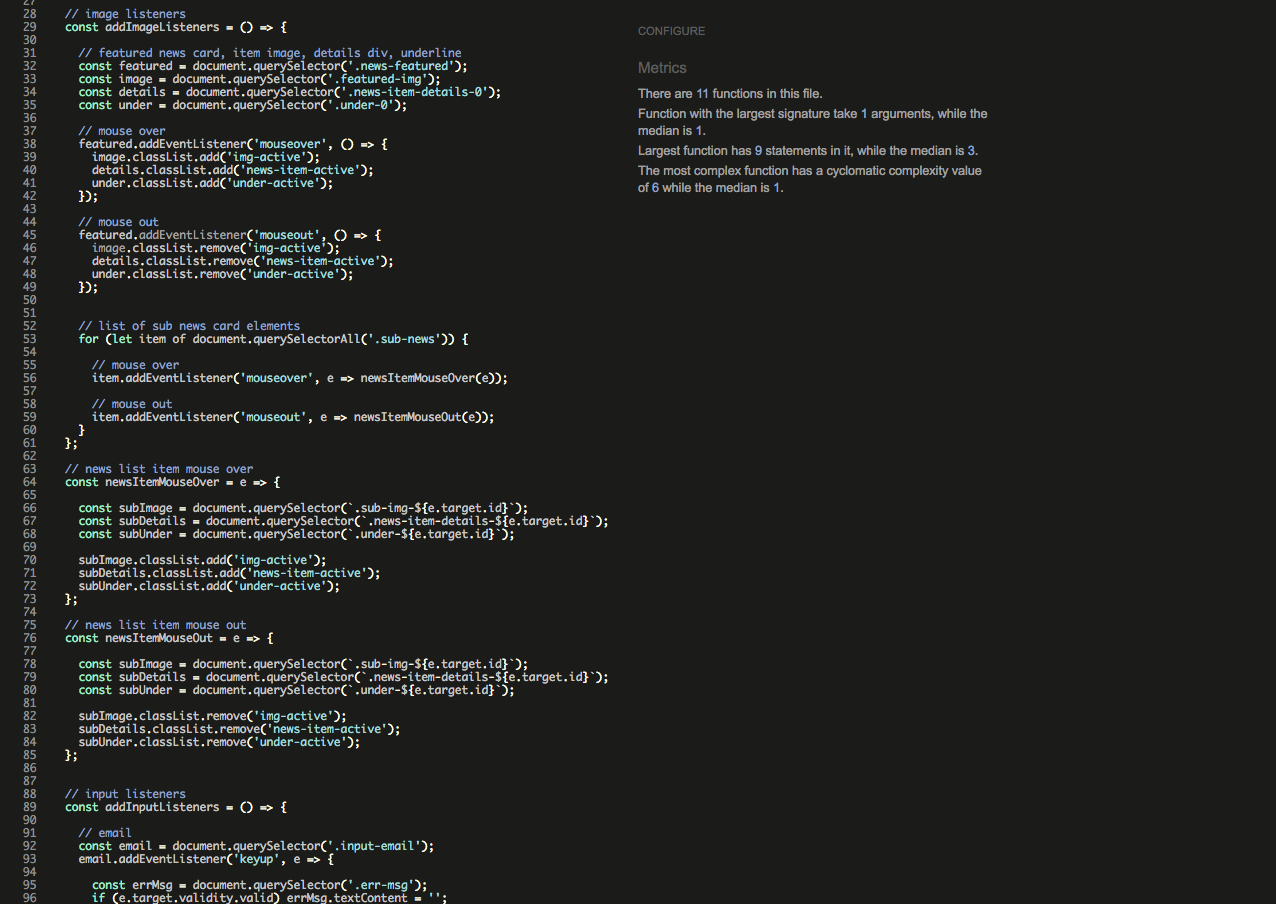 27
28 // image listeners
29 const addImageListeners = () => {
30
31 // featured news card, item image, details div, underline
32 const featured = document.querySelector('.news-featured');
33 const image = document.querySelector('.featured-img');
34 const details = document.querySelector('.news-item-details-0');
35 const under = document.querySelector('.under-0');
36
37 // mouse over
38 featured.addEventListener('mouseover', () => {
39 image.classList.add('img-active');
40 details.classList.add('news-item-active');
41 under.classList.add('under-active');
42 });
43
44 // mouse out
45 featured.addEventListener('mouseout', () => {
46 image.classList.remove('img-active');
47 details.classList.remove('news-item-active');
48 under.classList.remove('under-active');
49 });
50
51
52 // list of sub news card elements
53 for (let item of document.querySelectorAll('.sub-news')) {
54
55 // mouse over
56 item.addEventListener('mouseover', e => newsItemMouseOver(e));
57
58 // mouse out
59 item.addEventListener('mouseout', e => newsItemMouseOut(e));
60 }
61 };
62
63 // news list item mouse over
64 const newsItemMouseOver = e => {
65
66 const subImage = document.querySelector(`.sub-img-${e.target.id}`);
67 const subDetails = document.querySelector(`.news-item-details-${e.target.id}`);
68 const subUnder = document.querySelector(`.under-${e.target.id}`);
69
70 subImage.classList.add('img-active');
71 subDetails.classList.add('news-item-active');
72 subUnder.classList.add('under-active');
73 };
74
75 // news list item mouse out
76 const newsItemMouseOut = e => {
77
78 const subImage = document.querySelector(`.sub-img-${e.target.id}`);
79 const subDetails = document.querySelector(`.news-item-details-${e.target.id}`);
80 const subUnder = document.querySelector(`.under-${e.target.id}`);
81
82 subImage.classList.remove('img-active');
83 subDetails.classList.remove('news-item-active');
84 subUnder.classList.remove('under-active');
85 };
86
87
88 // input listeners
89 const addInputListeners = () => {
90
91 // email
92 const email = document.querySelector('.input-email');
93 email.addEventListener('keyup', e => {
94
95 const errMsg = document.querySelector('.err-msg');
96 if (e.target.validity.valid) errMsg.textContent = '';
CONFIGURE
Metrics
There are 11 functions in this file.
Function with the largest signature take 1 arguments, while the
median is 1.
Largest function has 9 statements in it, while the median is 3.
The most complex function has a cyclomatic complexity value
of 6 while the median is 1.